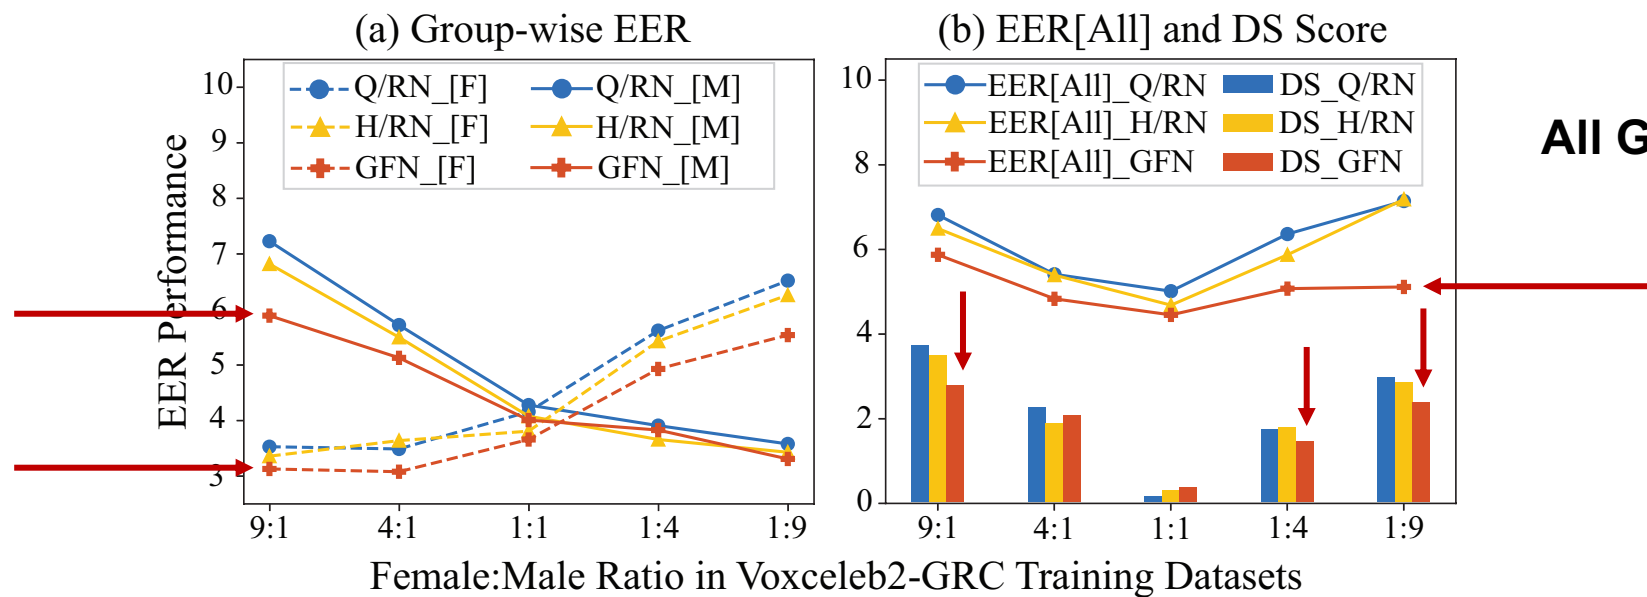 (a) Group-wise EER
Q/RN_[F] Q/RN_[M]
H/RN_[F] H/RN_[M]
GFN_[F] GFN_[M]
EER Performance
10
9
8
7
6
5
4
3
9:1 4:1 1:1 1:4 1:9
(b) EER[All] and DS Score
EER[All]_Q/RN DS_Q/RN
EER[All]_H/RN DS_H/RN
EER[All]_GFN DS_GFN
10
8
6
4
2
0
9:1 4:1 1:1 1:4 1:9
Female:Male Ratio in Voxceleb2-GRC Training Datasets
All G